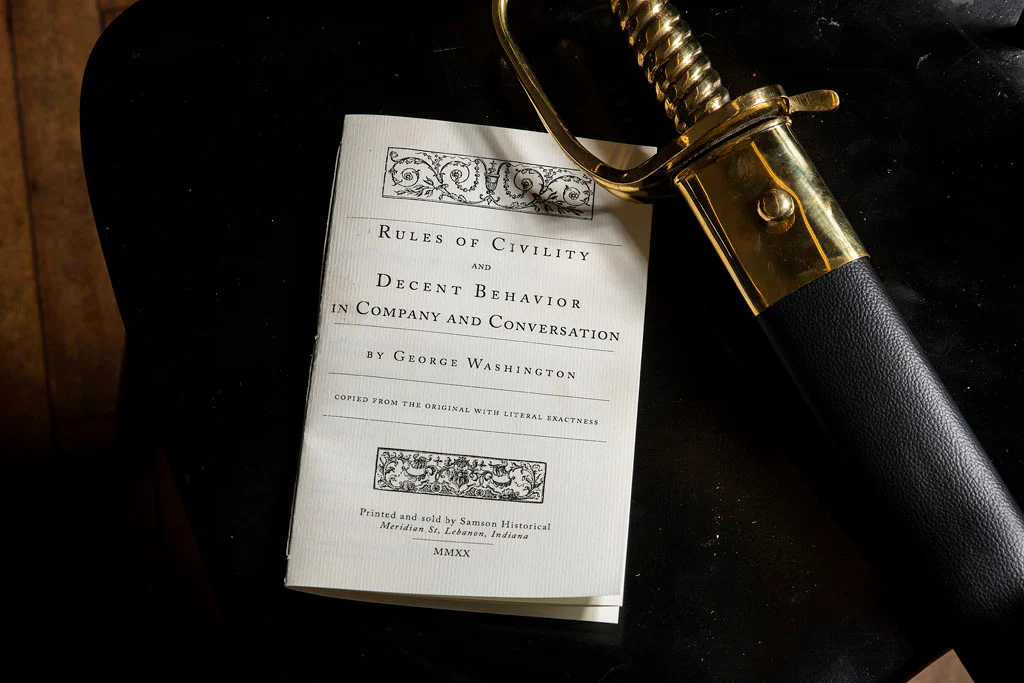 Rules of Civility
and
Decent Behavior
in Company and Conversation
by George Washington
copied from the original with literal exactness
Printed and sold by Samson Historical
Meridian St, Lebanon, Indiana
MMXX